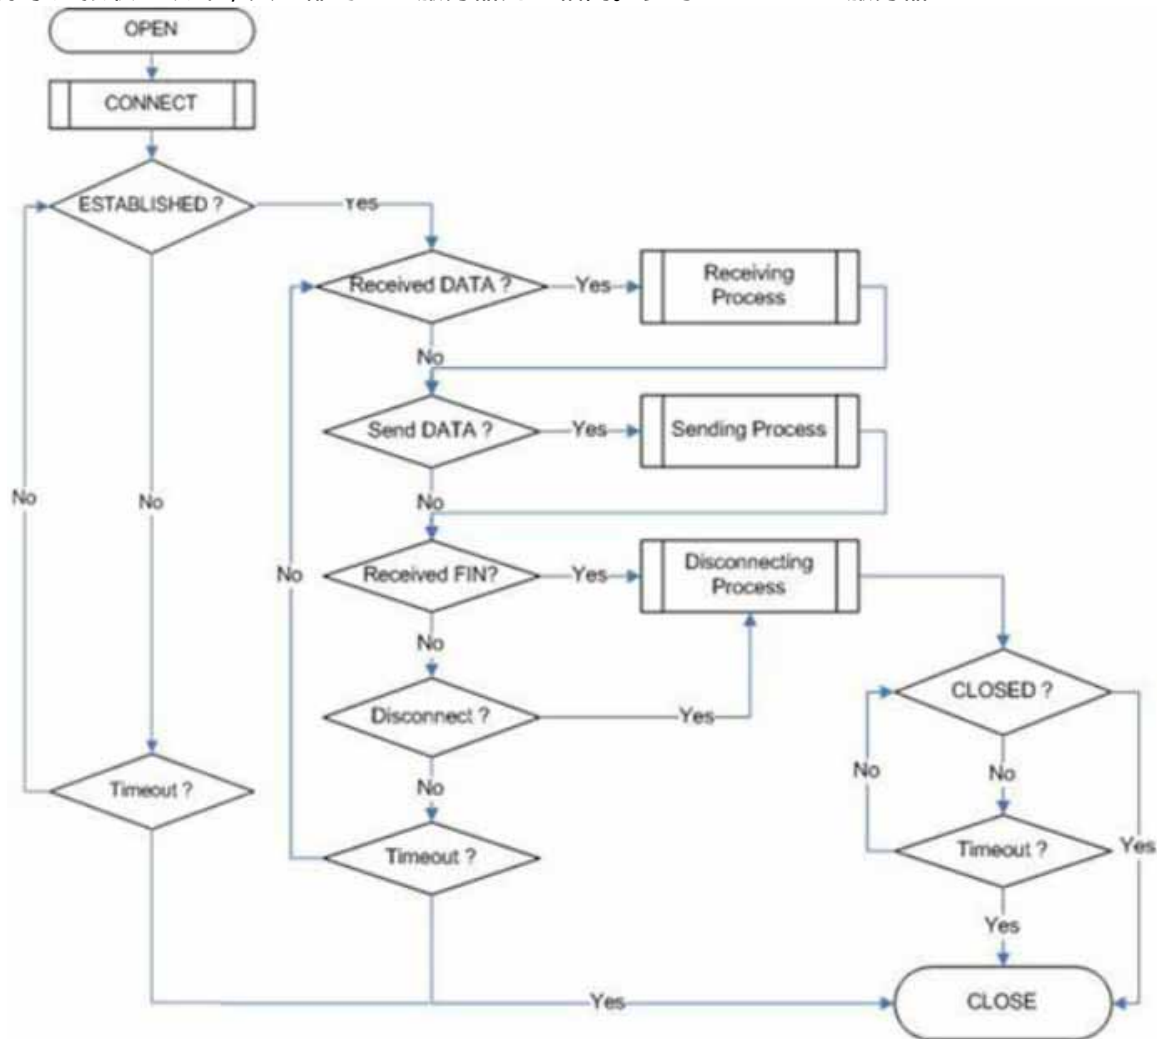 OPEN
CONNECT
ESTABLISHED ?
Yes
Received DATA ?
Yes
Receiving
Process
No
Send DATA ?
Yes
Sending Process
No
No
No
Received FIN?
Yes
Disconnecting
Process
No
No
Disconnect ?
Yes
CLOSED ?
No
No
No
Timeout ?
Timeout ?
Timeout ?
Yes
Yes
Yes
CLOSE